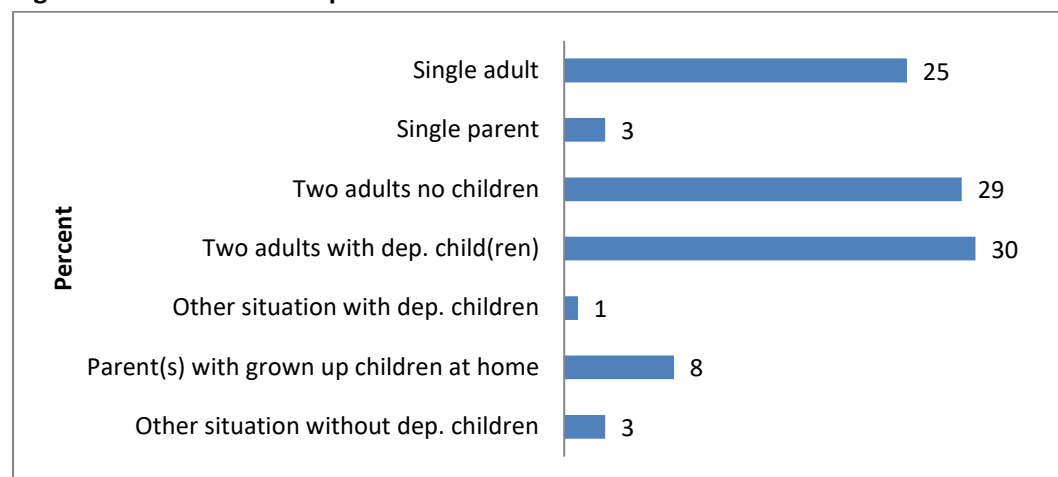 Single adult 25
Single parent 3
Two adults no children 29
Two adults with dep. child(ren) 30
Other situation with dep. children 1
Parent(s) with grown up children at home 8
Other situation without dep. children 3
Percent